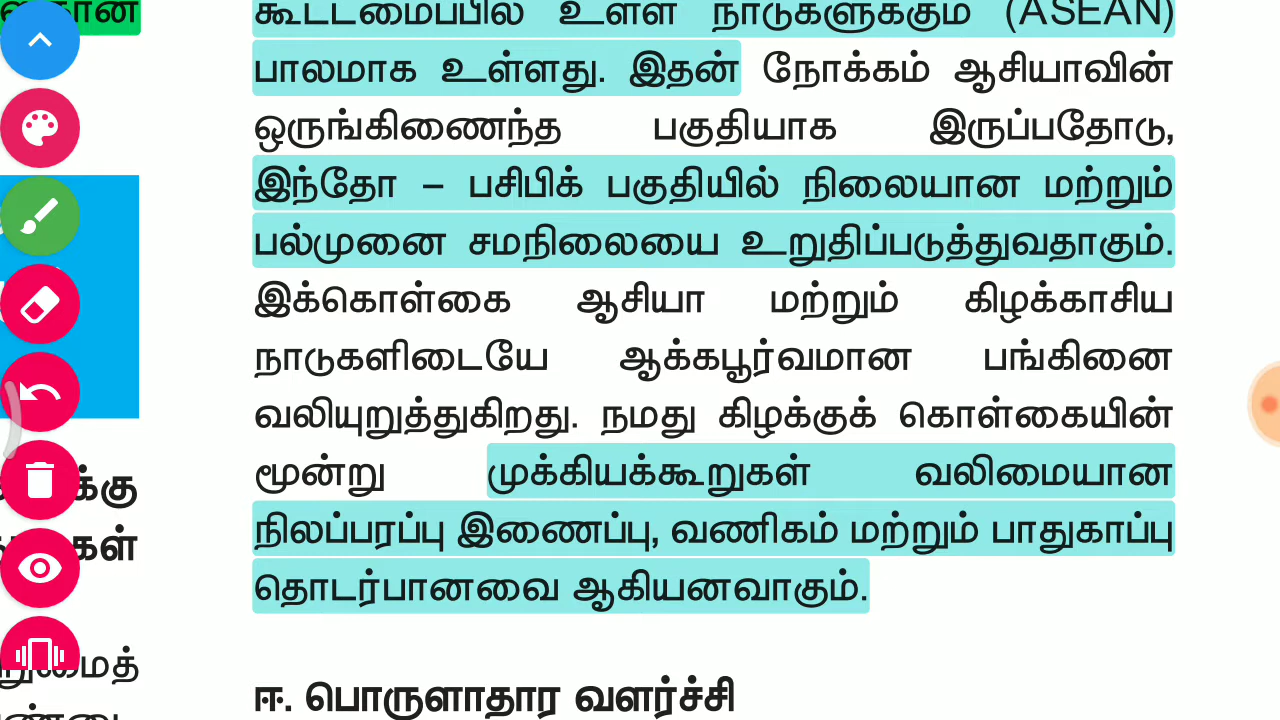 கூட்டமைப்பில் உள்ள நாடுகளுக்கும் (ASEAN)
பாலமாக உள்ளது. இதன் நோக்கம் ஆசியாவின்
ஒருங்கிணைந்த பகுதியாக இருப்பதோடு,
இந்தோ – பசிபிக் பகுதியில் நிலையான மற்றும்
பல்முனை சமநிலையை உறுதிப்படுத்துவதாகும்.
இக்கொள்கை ஆசியா மற்றும் கிழக்காசிய
நாடுகளிடையே ஆக்கபூர்வமான பங்கினை
வலியுறுத்துகிறது. நமது கிழக்குக் கொள்கையின்
மூன்று முக்கியக்கூறுகள் வலிமையான
நிலப்பரப்பு இணைப்பு, வணிகம் மற்றும் பாதுகாப்பு
தொடர்பானவை ஆகியனவாகும்.
ஈ. பொருளாதார வளர்ச்சி